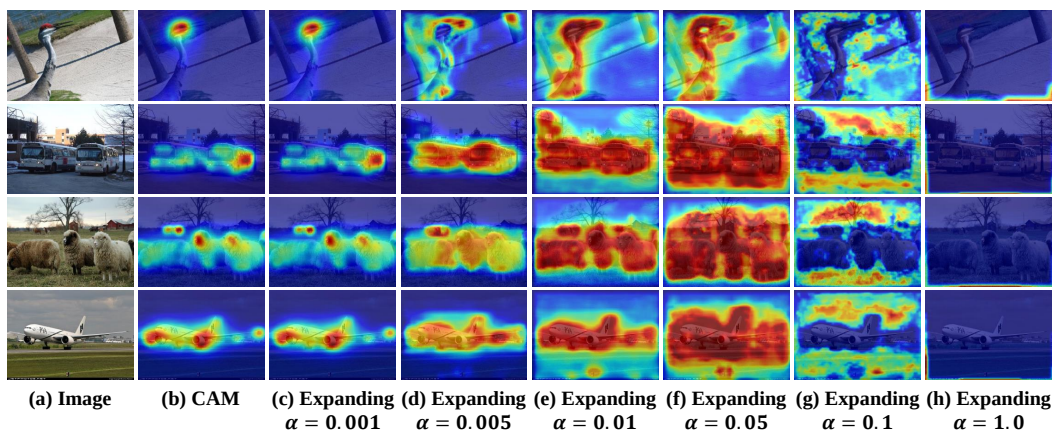 (a) Image (b) CAM (c) Expanding (d) Expanding (e) Expanding (f) Expanding (g) Expanding (h) Expanding
α = 0.001 α = 0.005 α = 0.01 α = 0.05 α = 0.1 α = 1.0